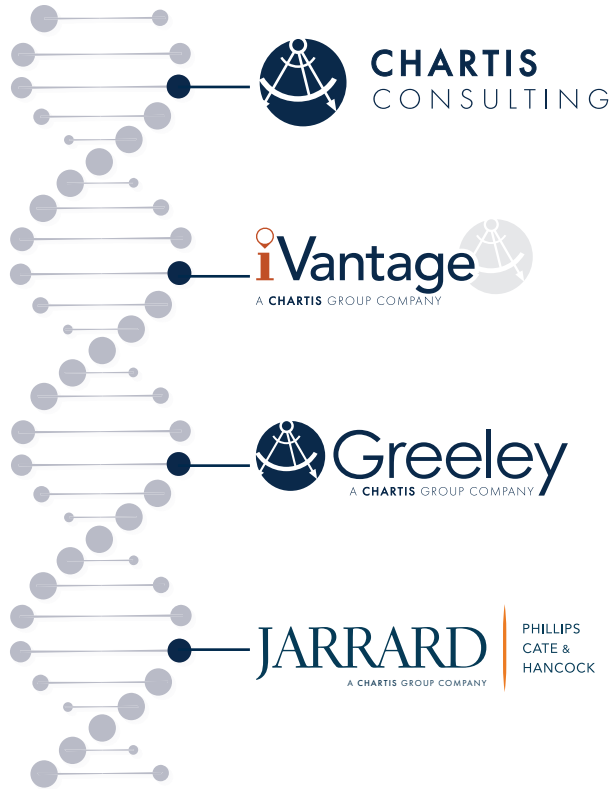 CHARTIS
CONSULTING
iVantage
A CHARTIS GROUP COMPANY
Greeley
A CHARTIS GROUP COMPANY
JARRARD
A CHARTIS GROUP COMPANY
PHILLIPS
CATE &
HANCOCK